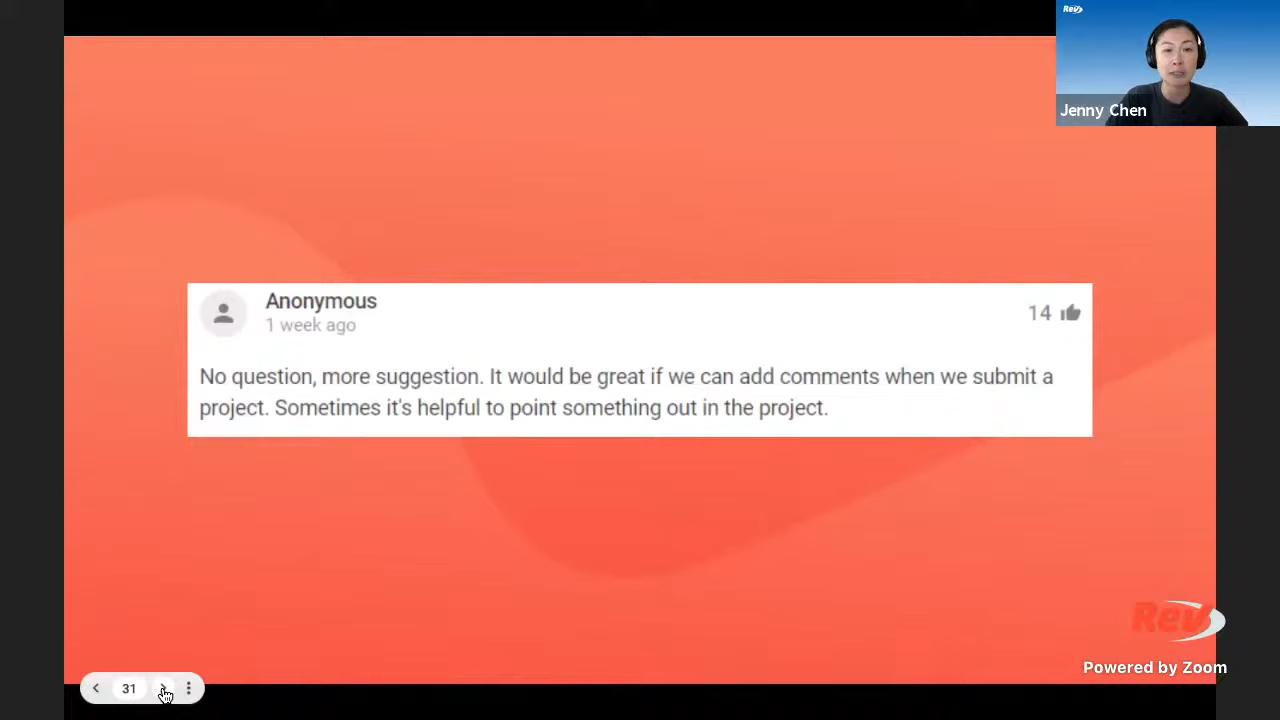 Rev
Jenny Chen
Anonymous
1 week ago
14
No question, more suggestion. It would be great if we can add comments when we submit a
project. Sometimes it's helpful to point something out in the project.
Rev
Powered by Zoom
31